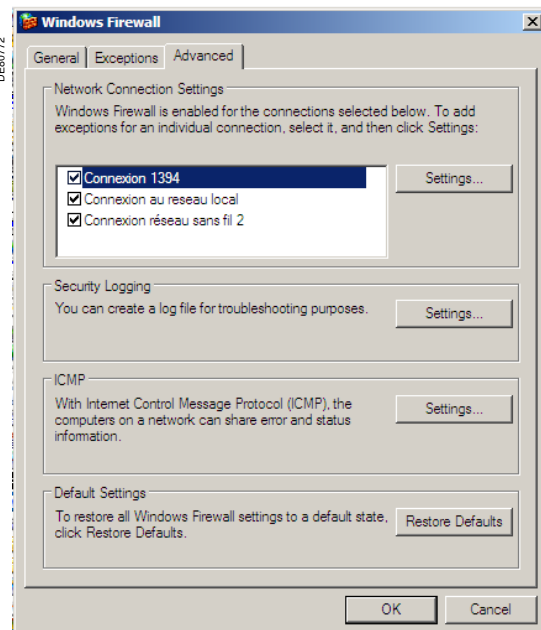 Windows Firewall
General
Exceptions
Advanced
Network Connection Settings
Windows Firewall is enabled for the connections selected
below. To add
exceptions for an individual connection, select it, and then click Settings:
Connexion 1394
Connexion au reseau local
Connexion réseau sans fil 2
Settings...
Security Logging
You can create a log file for troubleshooting purposes.
Settings...
ICMP
With Internet Control Message Protocol (ICMP), the
computers on a network can share error and status
information.
Settings...
Default Settings
To restore all Windows Firewall settings to a default state,
click Restore Defaults.
Restore Defaults
OK
Cancel